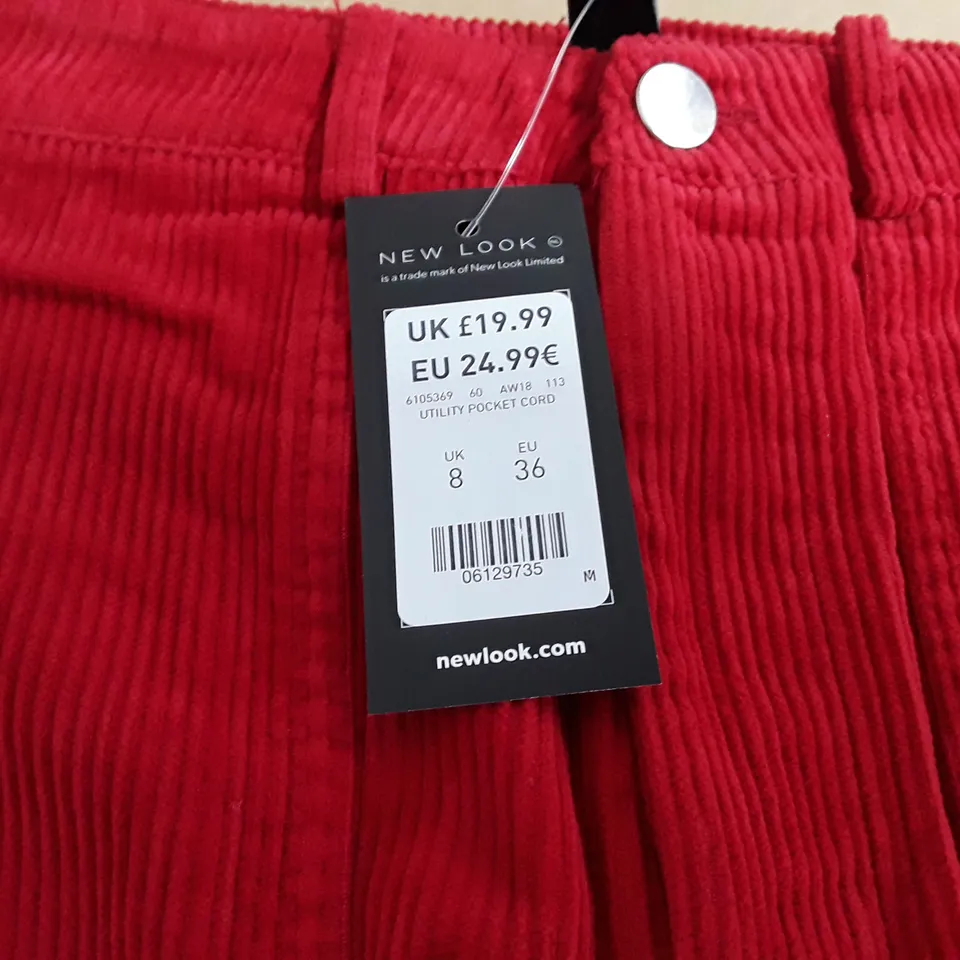 NEW LOOK
is a trade mark of New Look Limited
UK £19.99
EU 24.99€
6105369 60 AW18 113
UTILITY POCKET CORD
UK EU
8 36
06129735
M
newlook.com